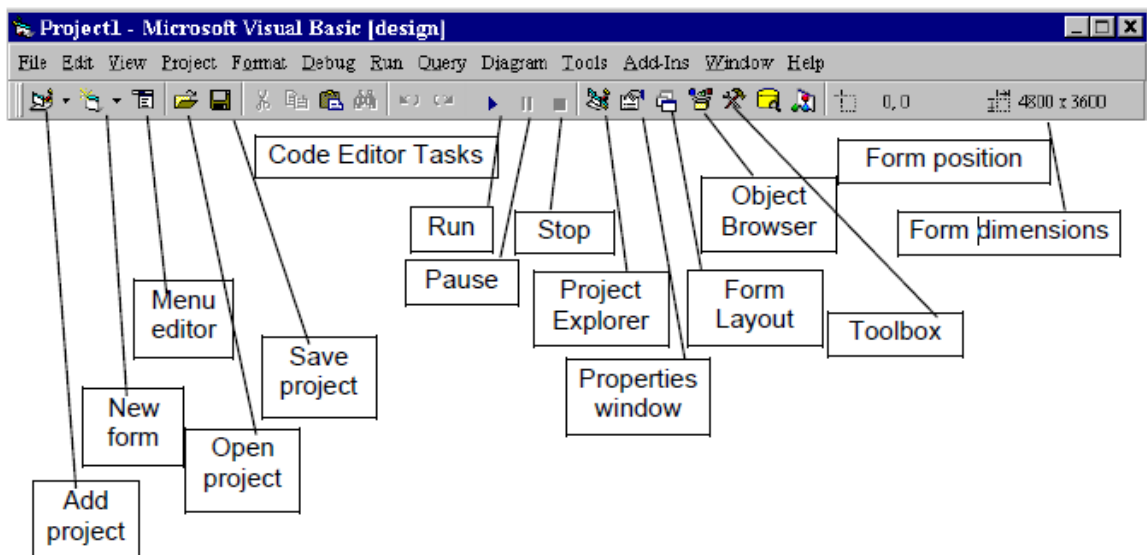 Project1 - Microsoft Visual Basic [design]
File Edit View Project Format Debug Run Query Diagram Tools Add-Ins Window Help
0, 0
4800 x 3600
Code Editor Tasks
Form position
Object
Browser
Run
Stop
Form dimensions
Pause
Menu
editor
Project
Explorer
Form
Layout
Toolbox
Save
project
Properties
window
New
form
Open
project
Add
project